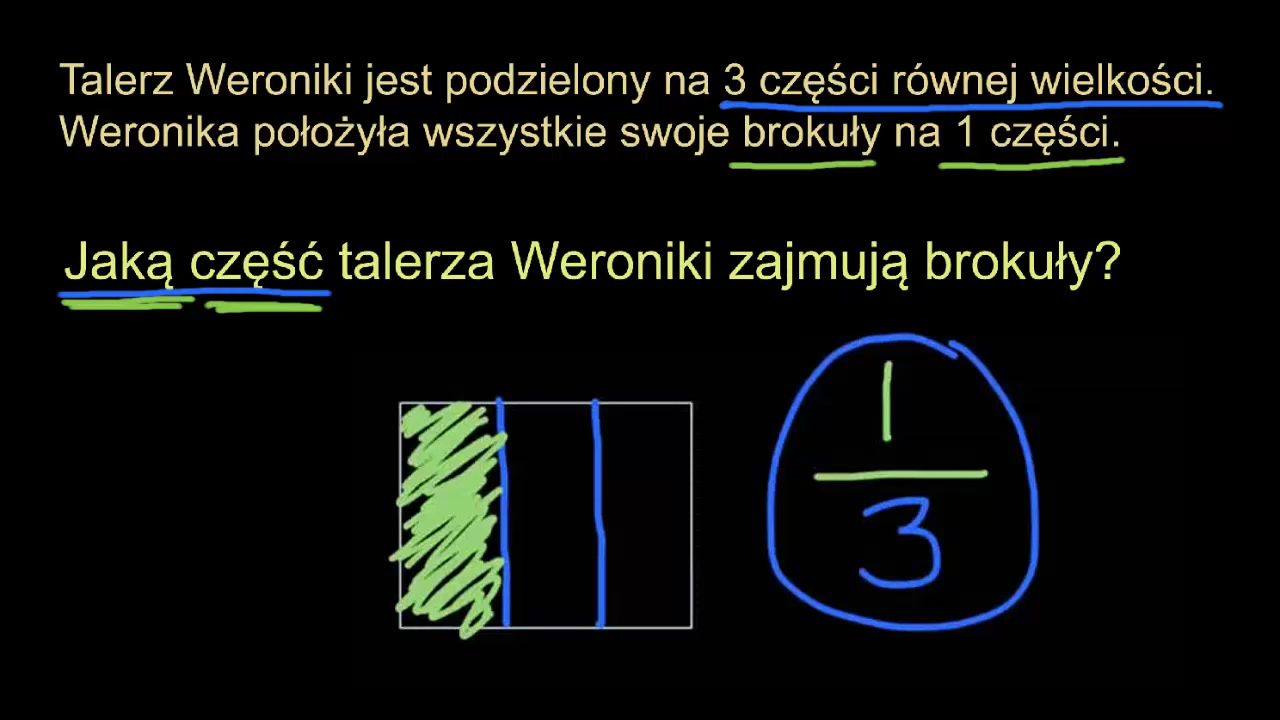 Talerz Weroniki jest podzielony na 3 części równej wielkości.
Weronika położyła wszystkie swoje brokuły na 1 części.
Jaką część talerza Weroniki zajmują brokuły?
1
3